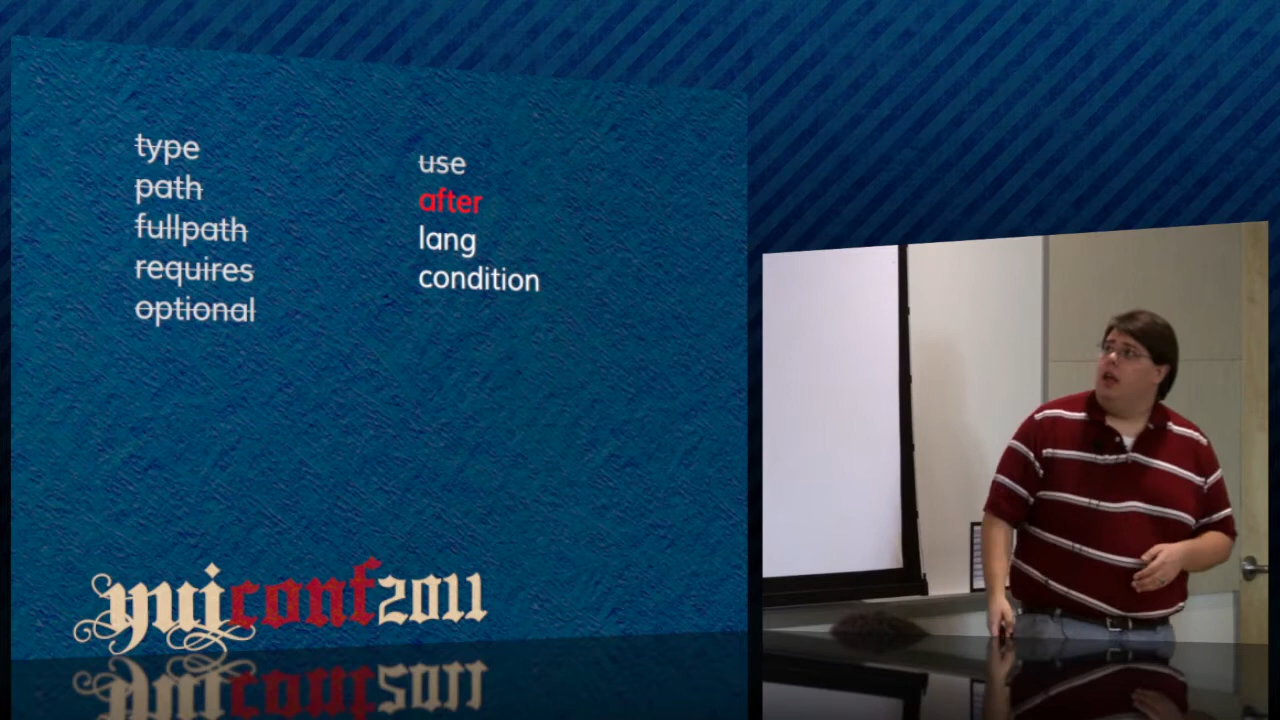 type
path
fullpath
requires
optional
use
after
lang
condition
yuiconf2011